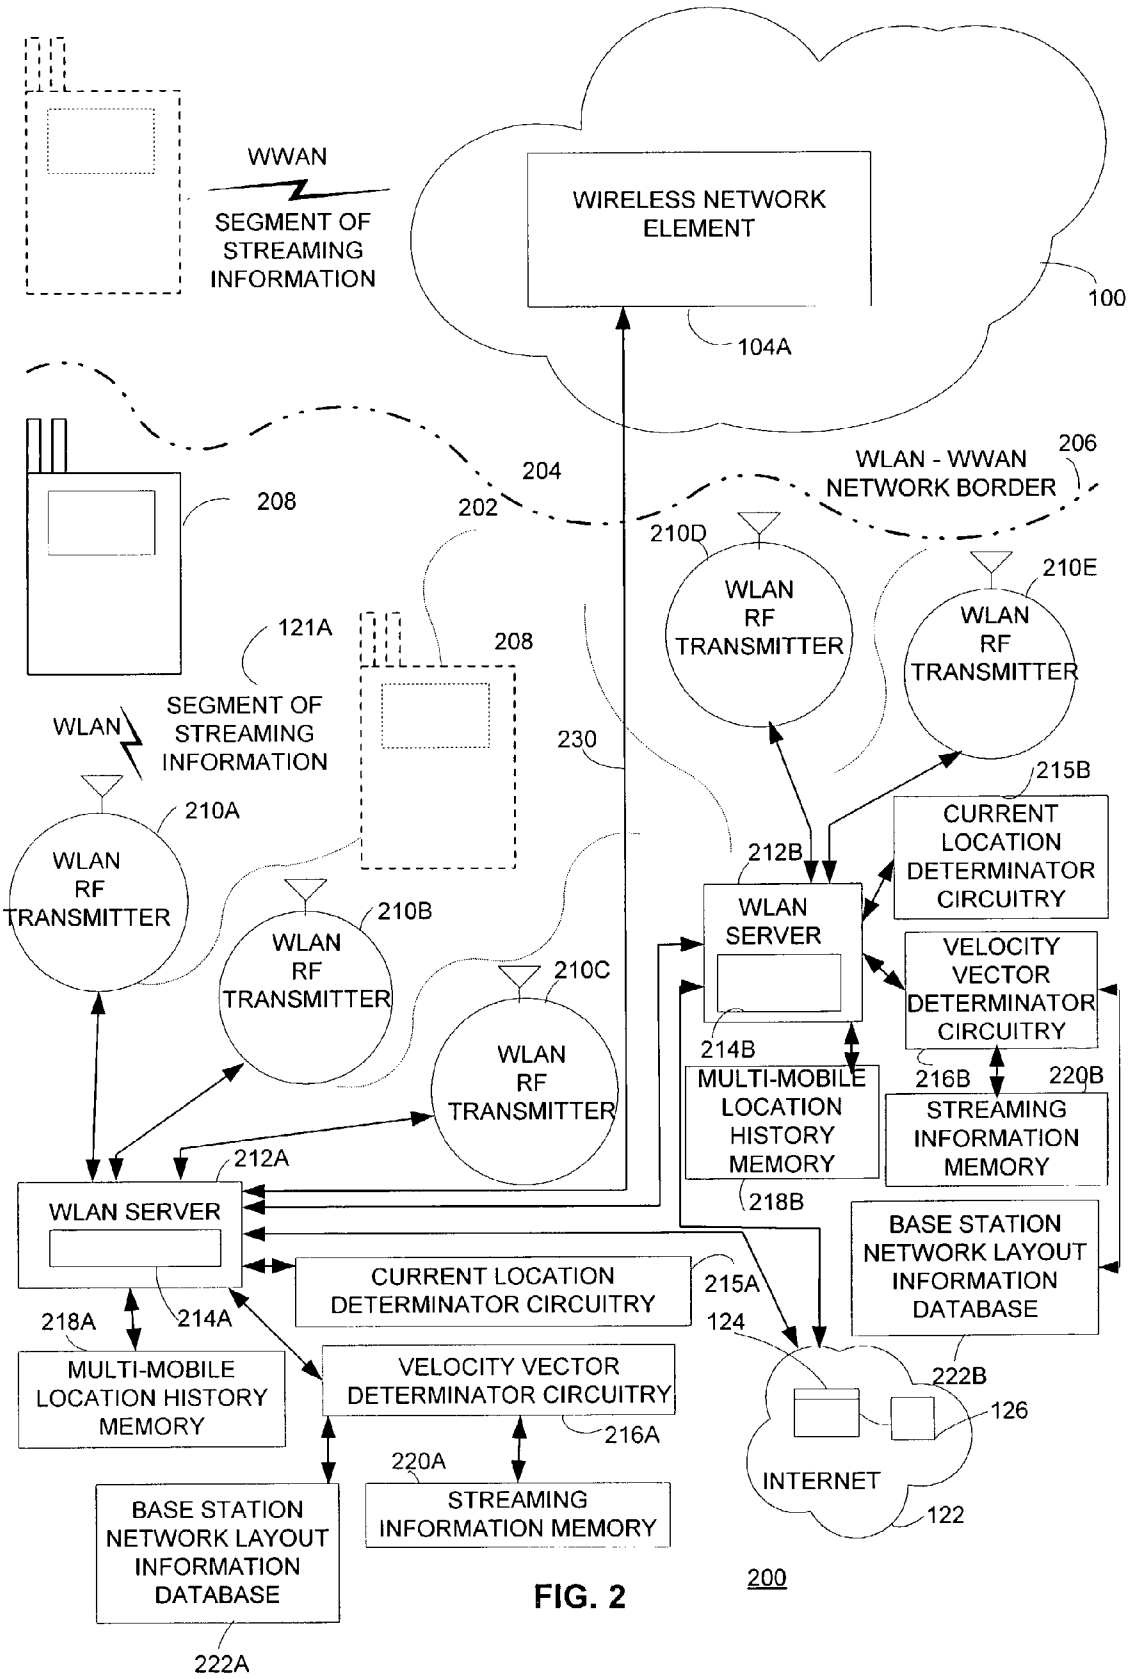 WWAN
SEGMENT OF
STREAMING
INFORMATION
WIRELESS NETWORK
ELEMENT
100
104A
204
WLAN - WWAN
NETWORK BORDER
206
208
202
210D
WLAN
RF
TRANSMITTER
210E
WLAN
RF
TRANSMITTER
121A
208
SEGMENT OF
STREAMING
INFORMATION
WLAN
230
210A
WLAN
RF
TRANSMITTER
215B
CURRENT
LOCATION
DETERMINATOR
CIRCUITRY
212B
WLAN
SERVER
214B
210B
WLAN
RF
TRANSMITTER
VELOCITY
VECTOR
DETERMINATOR
CIRCUITRY
216B
210C
WLAN
RF
TRANSMITTER
MULTI-MOBILE
LOCATION
HISTORY
MEMORY
218B
220B
STREAMING
INFORMATION
MEMORY
212A
WLAN SERVER
214A
BASE STATION
NETWORK LAYOUT
INFORMATION
DATABASE
222B
CURRENT LOCATION
DETERMINATOR CIRCUITRY
215A
218A
MULTI-MOBILE
LOCATION HISTORY
MEMORY
VELOCITY VECTOR
DETERMINATOR CIRCUITRY
216A
124
126
INTERNET
122
220A
STREAMING
INFORMATION MEMORY
BASE STATION
NETWORK LAYOUT
INFORMATION
DATABASE
222A
FIG. 2
200